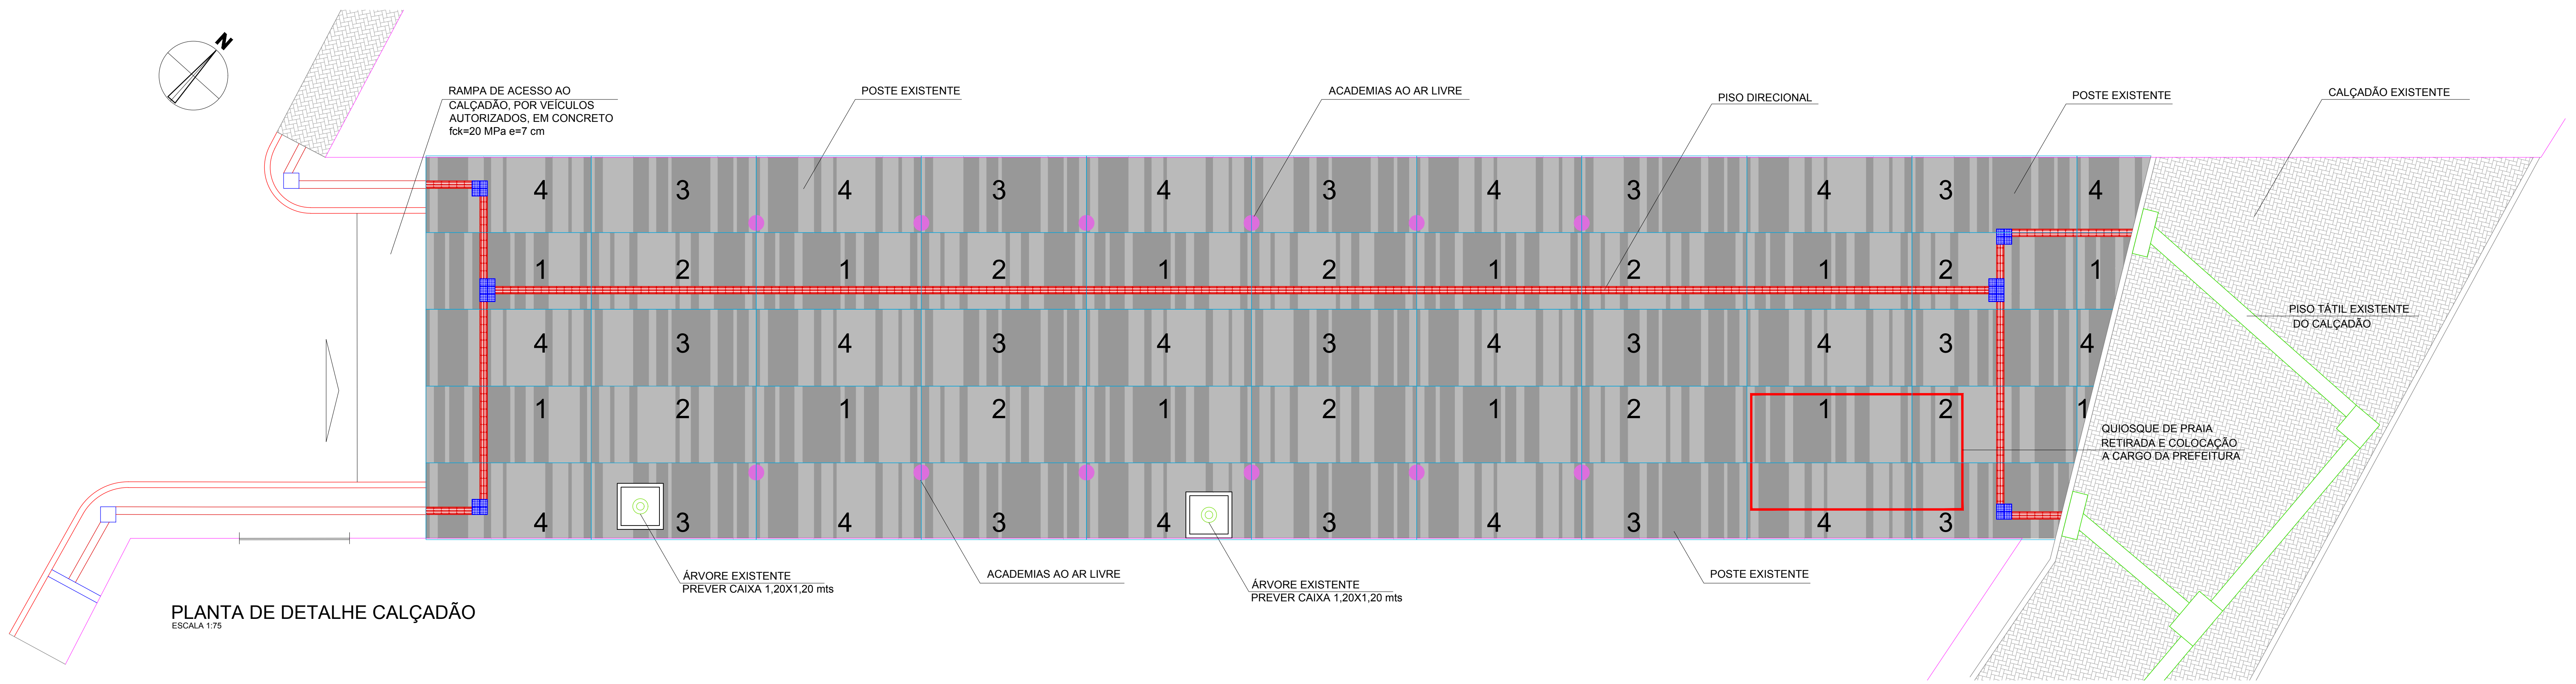 N
RAMPA DE ACESSO AO
CALÇADÃO, POR VEÍCULOS
AUTORIZADOS, EM CONCRETO
fck=20 MPa e=7 cm
POSTE EXISTENTE
ACADEMIAS AO AR LIVRE
PISO DIRECIONAL
POSTE EXISTENTE
CALÇADÃO EXISTENTE
4 3 4 3 4 3 4 3 4 3 4
1 2 1 2 1 2 1 2 1 2 1
4 3 4 3 4 3 4 3 4 3 4
1 2 1 2 1 2 1 2 1 2 1
4 3 4 3 4 3 4 3 4 3
PISO TÁTIL EXISTENTE
DO CALÇADÃO
QUIOSQUE DE PRAIA
RETIRADA E COLOCAÇÃO
A CARGO DA PREFEITURA
ÁRVORE EXISTENTE
PREVER CAIXA 1,20X1,20 mts
ACADEMIAS AO AR LIVRE
ÁRVORE EXISTENTE
PREVER CAIXA 1,20X1,20 mts
POSTE EXISTENTE
PLANTA DE DETALHE CALÇADÃO
ESCALA 1:75